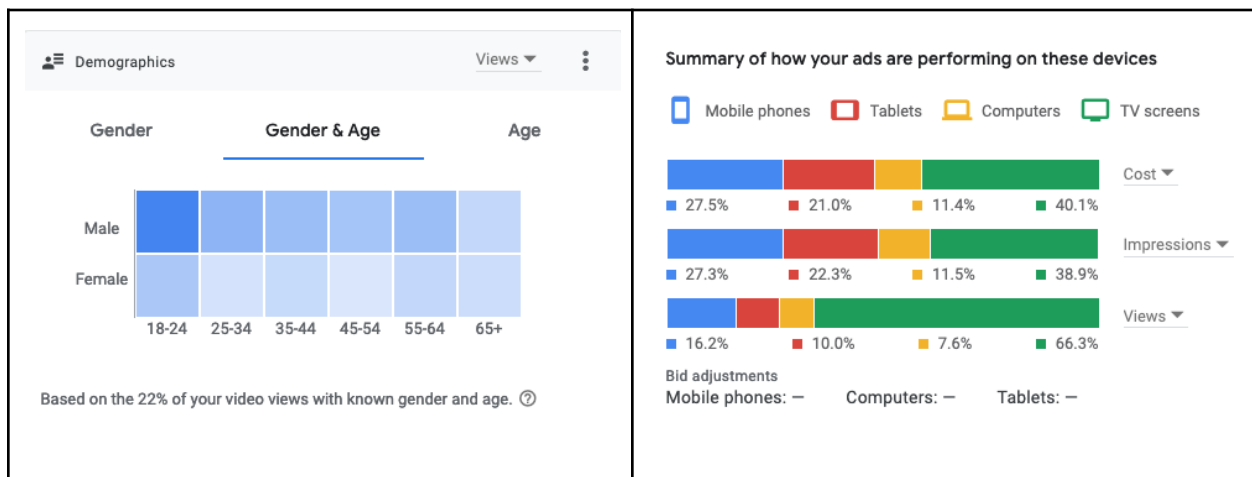 Demographics
Views
Gender
Gender & Age
Age
Male
Female
18-24 25-34 35-44 45-54 55-64 65+
Based on the 22% of your video views with known gender and age. ?
Summary of how your ads are performing on these devices
Mobile phones Tablets Computers TV screens
Cost
27.5% 21.0% 11.4% 40.1%
Impressions
27.3% 22.3% 11.5% 38.9%
Views
16.2% 10.0% 7.6% 66.3%
Bid adjustments
Mobile phones: — Computers: — Tablets: —